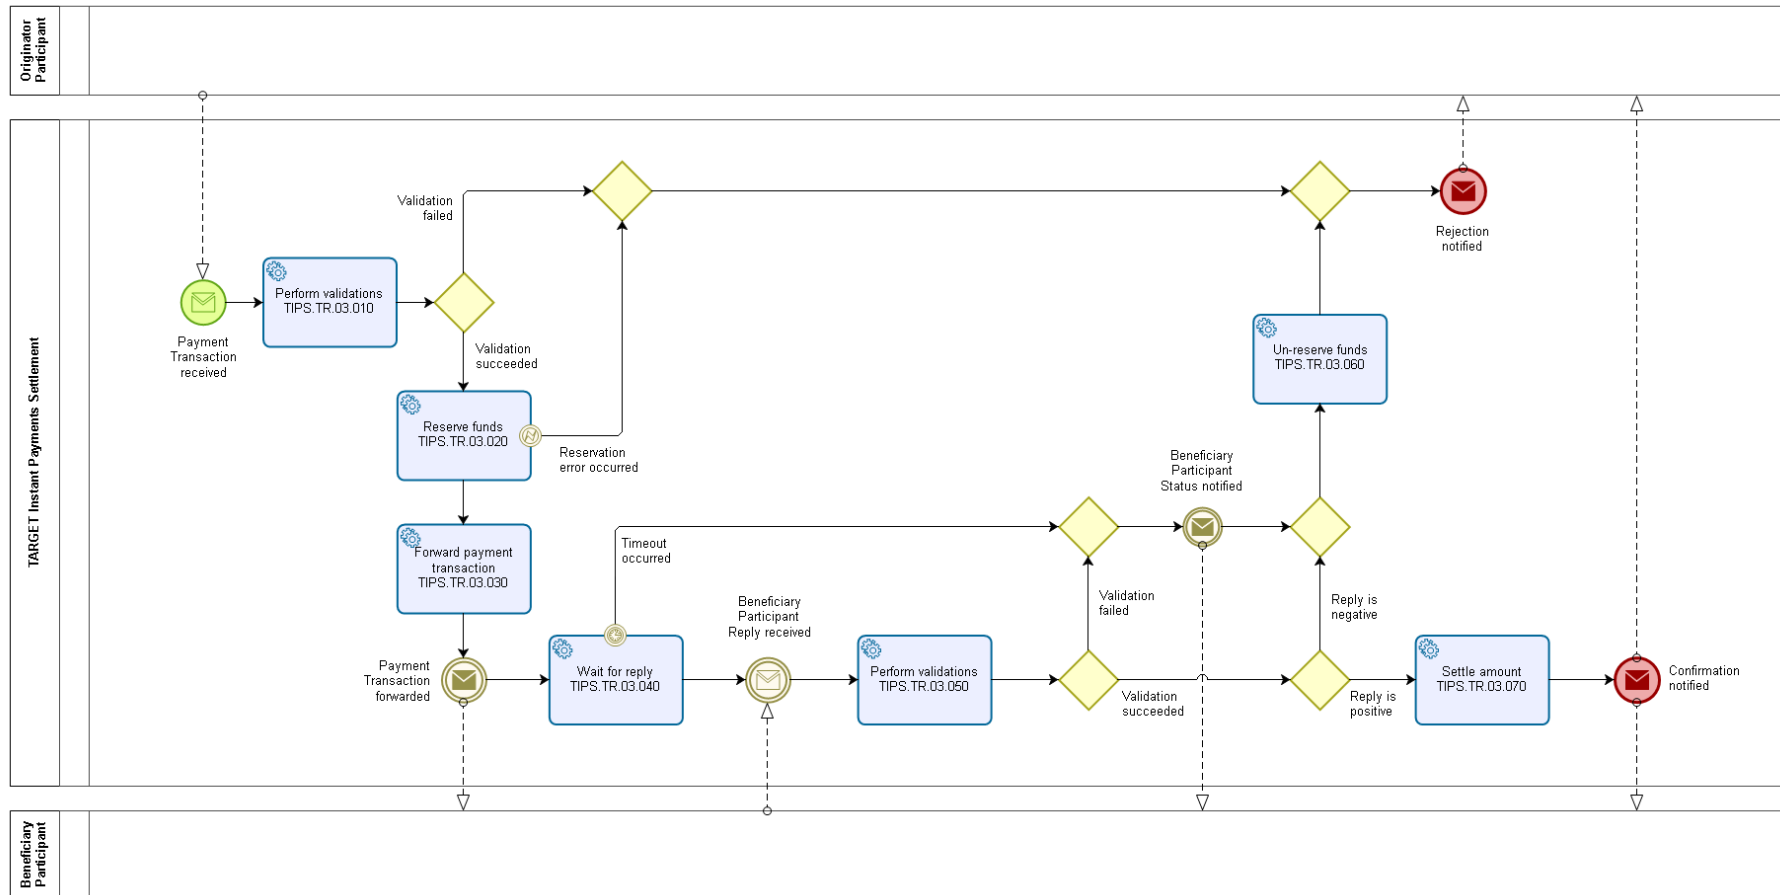 Originator
Participant
TARGET Instant Payments Settlement
Validation
failed
Rejection
notified
Perform validations
TIPS.TR.03.010
Payment
Transaction
received
Validation
succeeded
Un-reserve funds
TIPS.TR.03.060
Reserve funds
TIPS.TR.03.020
Reservation
error occurred
Beneficiary
Participant
Status notified
Forward payment
transaction
TIPS.TR.03.030
Timeout
occurred
Beneficiary
Participant
Reply received
Validation
failed
Reply is
negative
Payment
Transaction
forwarded
Wait for reply
TIPS.TR.03.040
Perform validations
TIPS.TR.03.050
Validation
succeeded
Reply is
positive
Settle amount
TIPS.TR.03.070
Confirmation
notified
Beneficiary
Participant